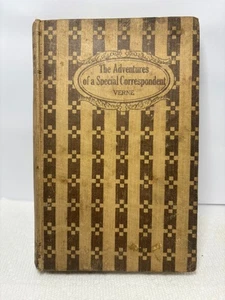 The Adventures
of a Special Correspondent
VERNE